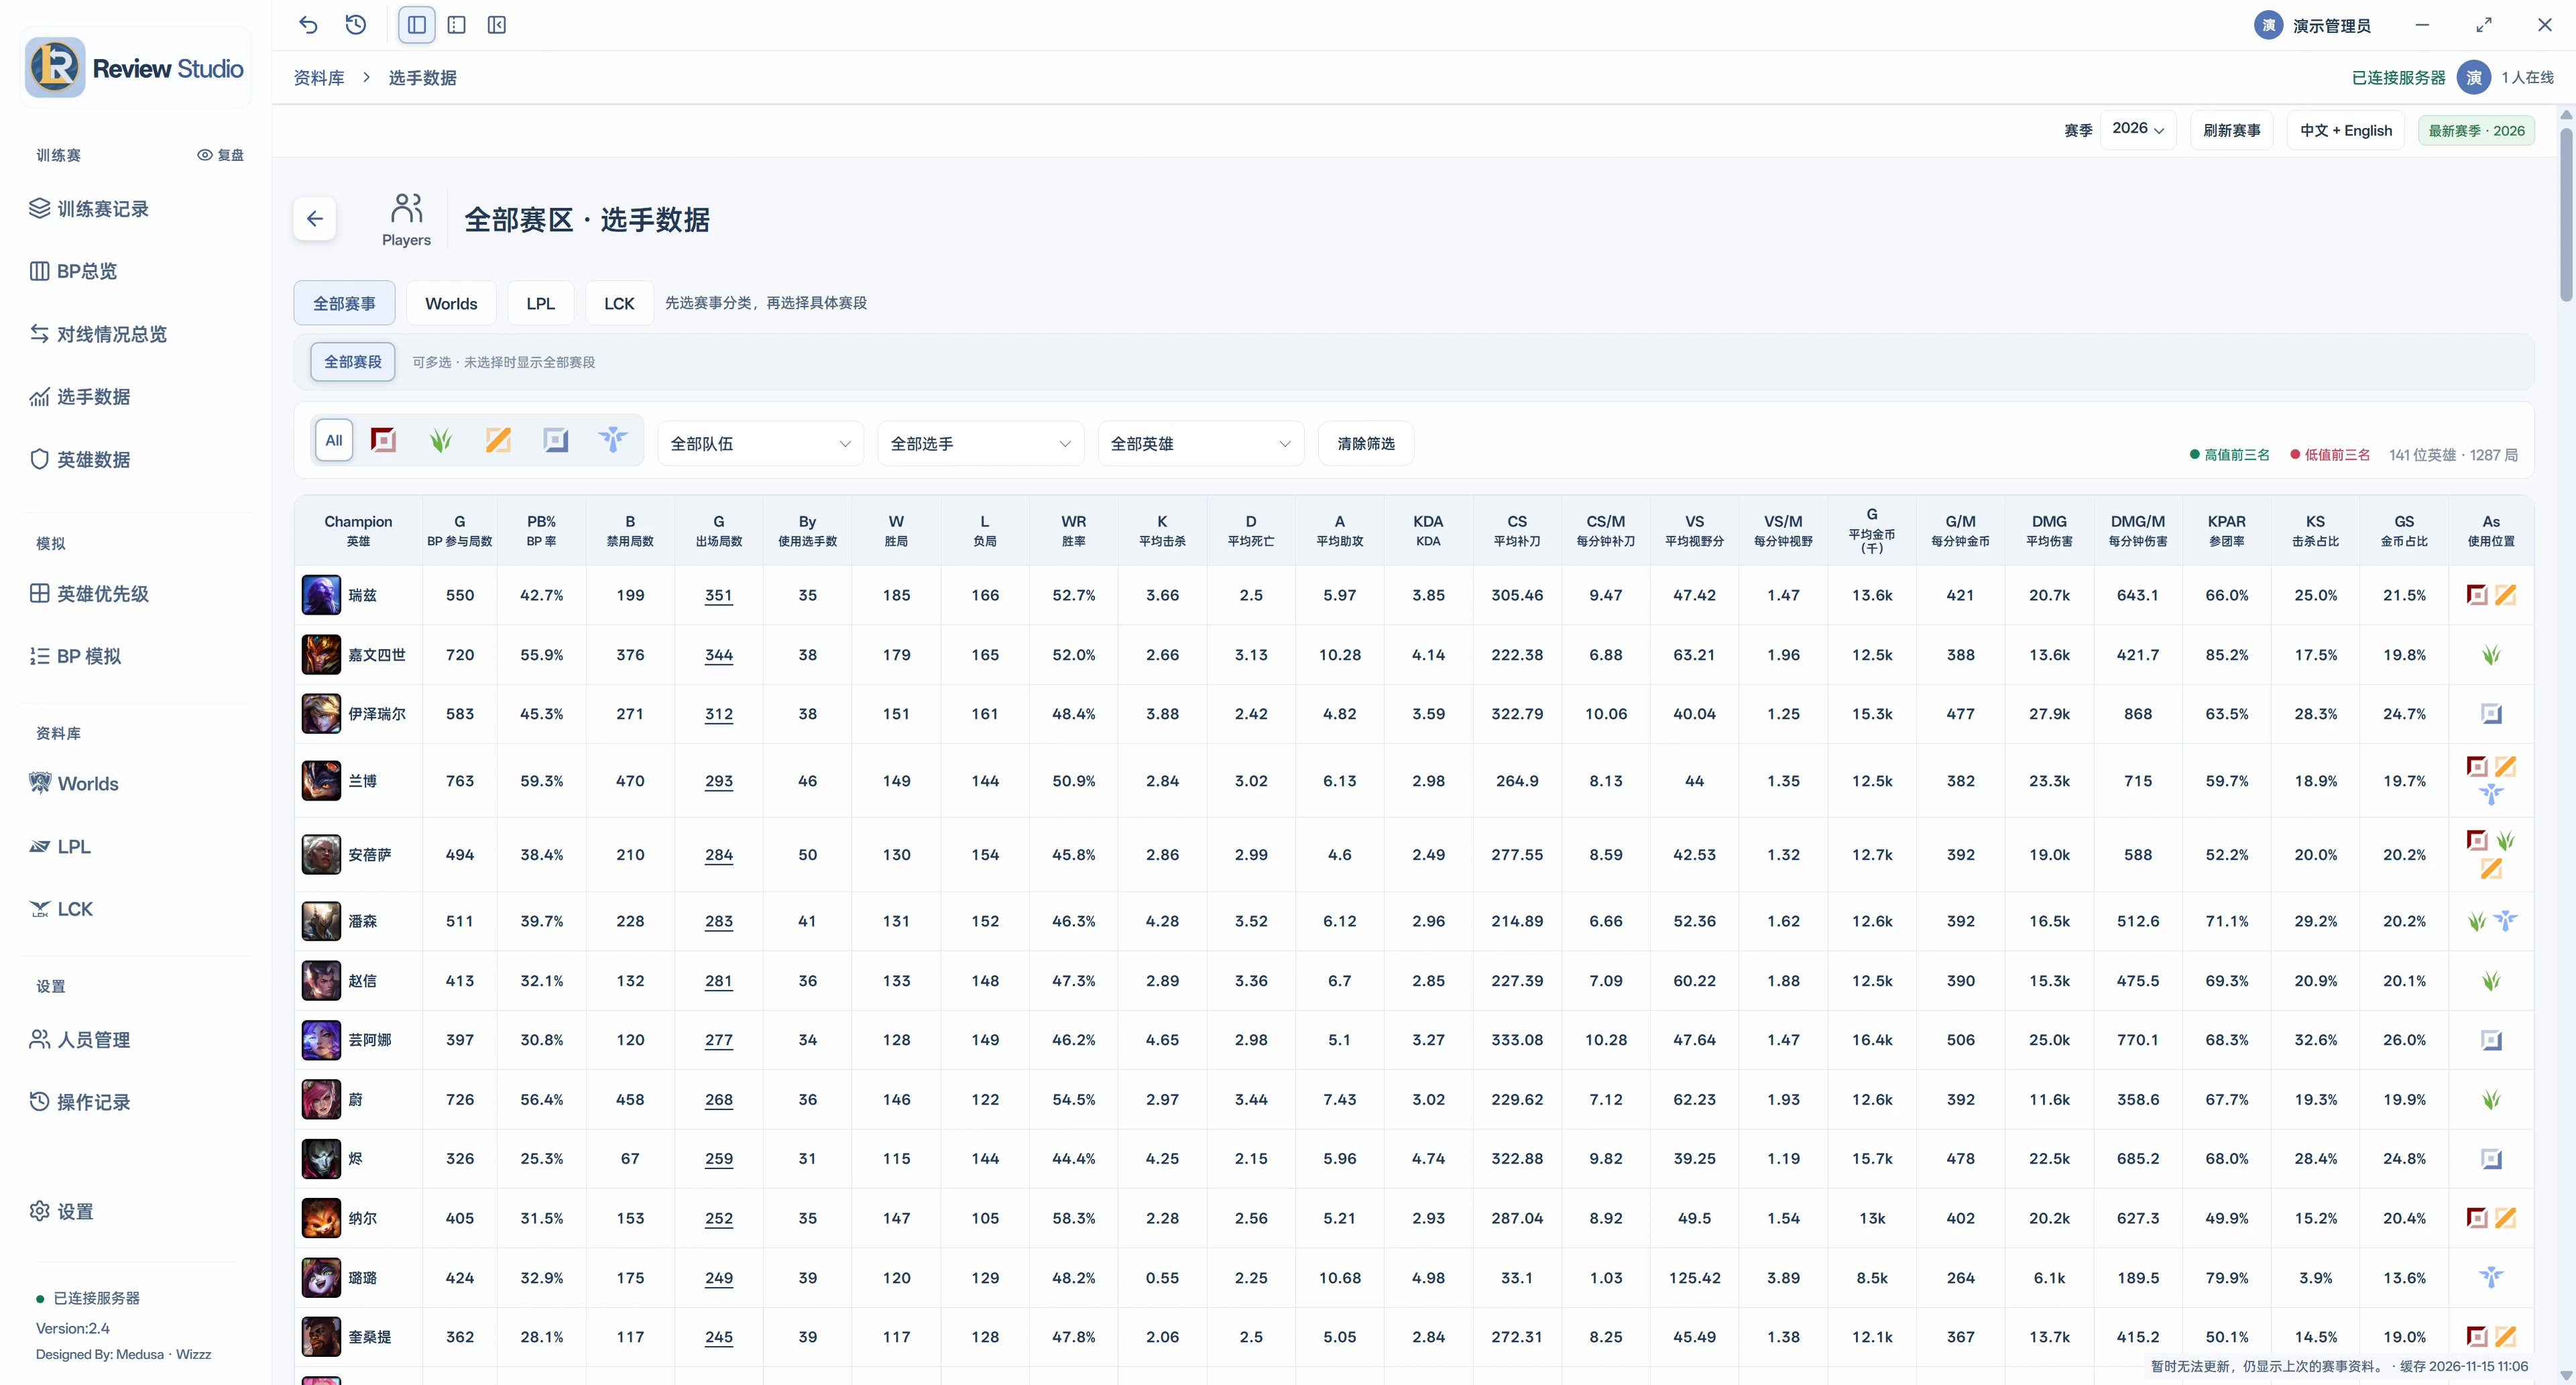 演 演示管理员
Review Studio
资料库 > 选手数据
已连接服务器 演 1 人在线
训练赛 复盘
训练赛记录
BP总览
对线情况总览
选手数据
英雄数据
模拟
英雄优先级
BP 模拟
资料库
Worlds
LPL
LCK
设置
人员管理
操作记录
设置
已连接服务器
Version:2.4
Designed By: Medusa · Wizzz
赛季 2026 刷新赛事 中文 + English 最新赛季 · 2026
Players
全部赛区 · 选手数据
全部赛事 Worlds LPL LCK 先选赛事分类，再选择具体赛段
全部赛段 可多选 · 未选择时显示全部赛段
All 全部队伍 全部选手 全部英雄 清除筛选
高值前三名 低值前三名 141 位英雄 · 1287 局
Champion G PB% B G By W L WR K D A KDA CS CS/M VS VS/M G G/M DMG DMG/M KPAR KS GS As
英雄 BP 参与局数 BP 率 禁用局数 出场局数 使用选手数 胜局 负局 胜率 平均击杀 平均死亡 平均助攻 KDA 平均补刀 每分钟补刀 平均视野分 每分钟视野 平均金币（千） 每分钟金币 平均伤害 每分钟伤害 参团率 击杀占比 金币占比 使用位置
瑞兹 550 42.7% 199 351 35 185 166 52.7% 3.66 2.5 5.97 3.85 305.46 9.47 47.42 1.47 13.6k 421 20.7k 643.1 66.0% 25.0% 21.5%
嘉文四世 720 55.9% 376 344 38 179 165 52.0% 2.66 3.13 10.28 4.14 222.38 6.88 63.21 1.96 12.5k 388 13.6k 421.7 85.2% 17.5% 19.8%
伊泽瑞尔 583 45.3% 271 312 38 151 161 48.4% 3.88 2.42 4.82 3.59 322.79 10.06 40.04 1.25 15.3k 477 27.9k 868 63.5% 28.3% 24.7%
兰博 763 59.3% 470 293 46 149 144 50.9% 2.84 3.02 6.13 2.98 264.9 8.13 44 1.35 12.5k 382 23.3k 715 59.7% 18.9% 19.7%
安蓓萨 494 38.4% 210 284 50 130 154 45.8% 2.86 2.99 4.6 2.49 277.55 8.59 42.53 1.32 12.7k 392 19.0k 588 52.2% 20.0% 20.2%
潘森 511 39.7% 228 283 41 131 152 46.3% 4.28 3.52 6.12 2.96 214.89 6.66 52.36 1.62 12.6k 392 16.5k 512.6 71.1% 29.2% 20.2%
赵信 413 32.1% 132 281 36 133 148 47.3% 2.89 3.36 6.7 2.85 227.39 7.09 60.22 1.88 12.5k 390 15.3k 475.5 69.3% 20.9% 20.1%
芸阿娜 397 30.8% 120 277 34 128 149 46.2% 4.65 2.98 5.1 3.27 333.08 10.28 47.64 1.47 16.4k 506 25.0k 770.1 68.3% 32.6% 26.0%
蔚 726 56.4% 458 268 36 146 122 54.5% 2.97 3.44 7.43 3.02 229.62 7.12 62.23 1.93 12.6k 392 11.6k 358.6 67.7% 19.3% 19.9%
烬 326 25.3% 67 259 31 115 144 44.4% 4.25 2.15 5.96 4.74 322.88 9.82 39.25 1.19 15.7k 478 22.5k 685.2 68.0% 28.4% 24.8%
纳尔 405 31.5% 153 252 35 147 105 58.3% 2.28 2.56 5.21 2.93 287.04 8.92 49.5 1.54 13k 402 20.2k 627.3 49.9% 15.2% 20.4%
璐璐 424 32.9% 175 249 39 120 129 48.2% 0.55 2.25 10.68 4.98 33.1 1.03 125.42 3.89 8.5k 264 6.1k 189.5 79.9% 3.9% 13.6%
奎桑提 362 28.1% 117 245 39 117 128 47.8% 2.06 2.5 5.05 2.84 272.31 8.25 45.49 1.38 12.1k 367 13.7k 415.2 50.1% 14.5% 19.0%
暂时无法更新，仍显示上次的赛事资料。 · 缓存 2026-11-15 11:06